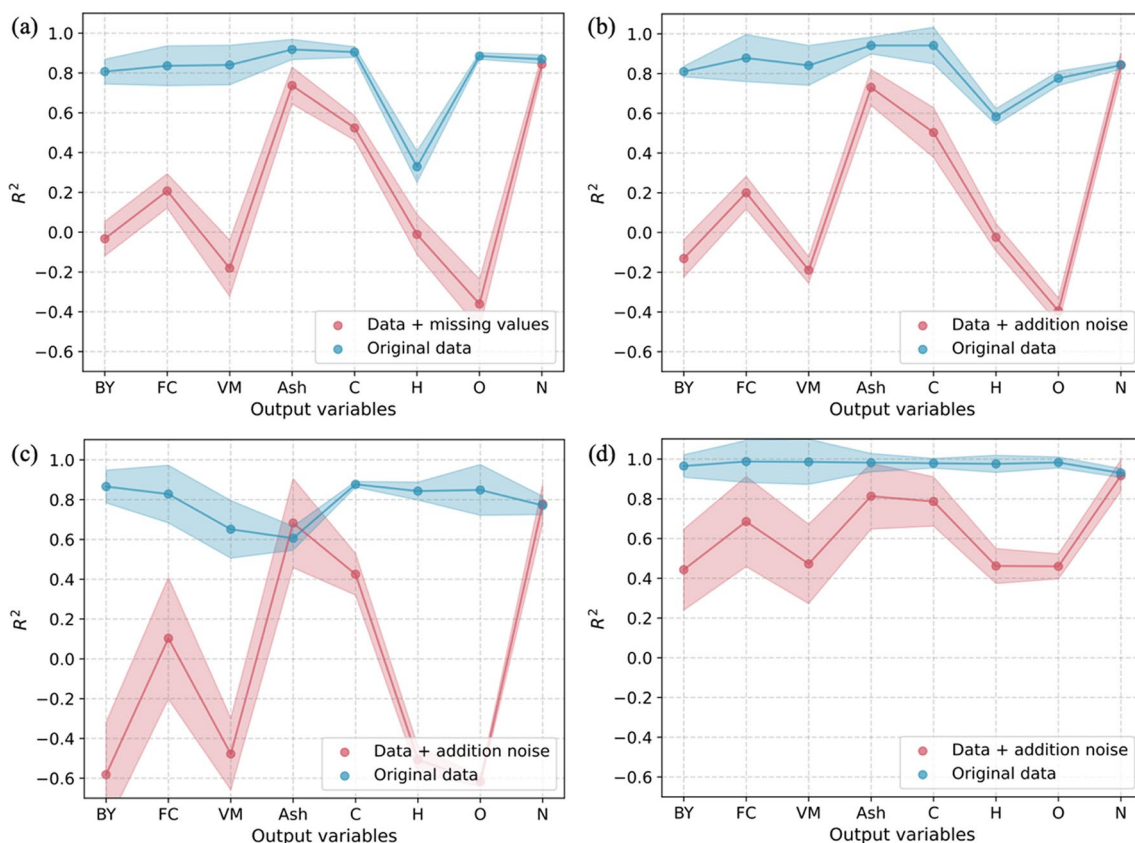 (a)
1.0
0.8
0.6
0.4
0.2
0.0
−0.2
−0.4
−0.6
R²
BY FC VM Ash C H O N
Output variables
Data + missing values
Original data
(b)
1.0
0.8
0.6
0.4
0.2
0.0
−0.2
−0.4
−0.6
R²
BY FC VM Ash C H O N
Output variables
Data + addition noise
Original data
(c)
1.0
0.8
0.6
0.4
0.2
0.0
−0.2
−0.4
−0.6
R²
BY FC VM Ash C H O N
Output variables
Data + addition noise
Original data
(d)
1.0
0.8
0.6
0.4
0.2
0.0
−0.2
−0.4
−0.6
R²
BY FC VM Ash C H O N
Output variables
Data + addition noise
Original data